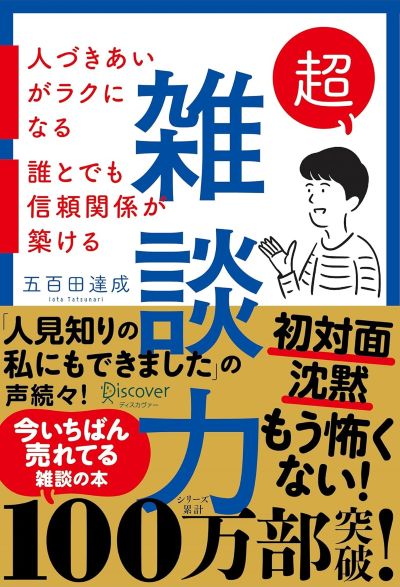 超
雑談力
人づきあい
がラクに
なる
誰とでも
信頼関係が
築ける
五百田達成
Iota Tatsunari
「人見知りの
私にもできました」の
声続々!
Discover
ディスカヴァー
初対面
沈黙
もう怖く
ない!
今いちばん
売れてる
雑談の本
シリーズ
累計
100万部突破!